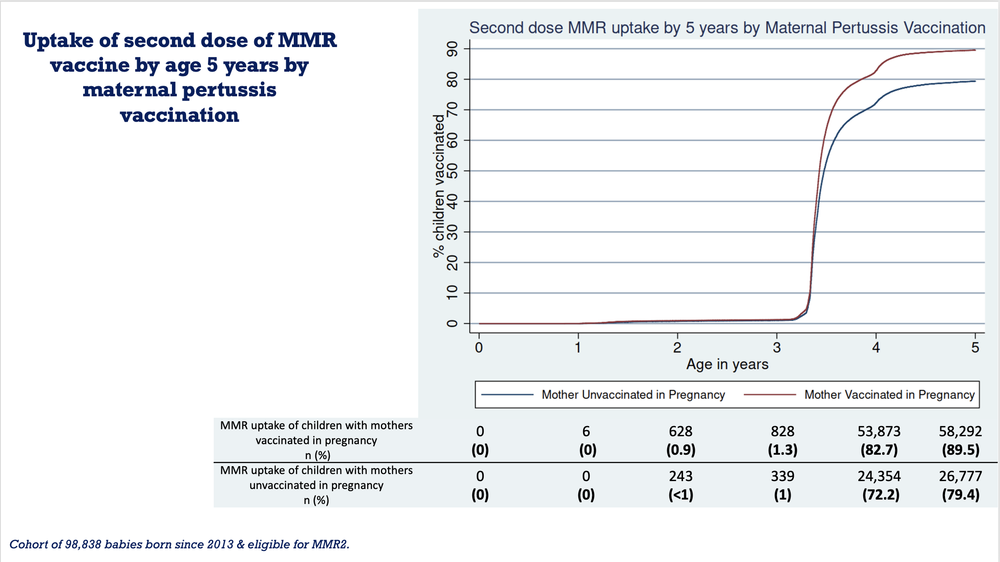 Uptake of second dose of MMR
vaccine by age 5 years by
maternal pertussis
vaccination
Second dose MMR uptake by 5 years by Maternal Pertussis Vaccination
% children vaccinated
90
80
70
60
50
40
30
20
10
0
0 1 2 3 4 5
Age in years
Mother Unvaccinated in Pregnancy Mother Vaccinated in Pregnancy
MMR uptake of children with mothers
vaccinated in pregnancy
n (%)
0 6 628 828 53,873 58,292
(0) (0) (0.9) (1.3) (82.7) (89.5)
MMR uptake of children with mothers
unvaccinated in pregnancy
n (%)
0 0 243 339 24,354 26,777
(0) (0) (<1) (1) (72.2) (79.4)
Cohort of 98,838 babies born since 2013 & eligible for MMR2.